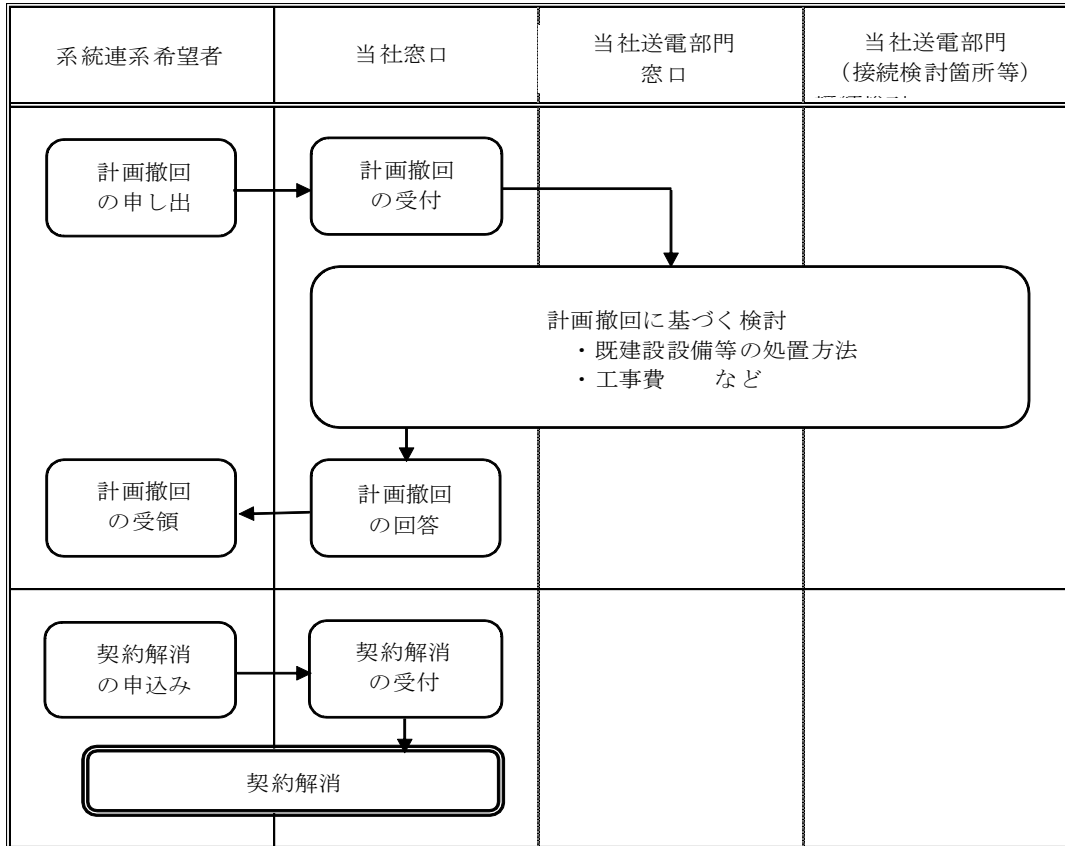 系統連系希望者
当社窓口
当社送電部門
窓口
当社送電部門
（接続検討箇所等）
計画撤回
の申し出
計画撤回
の受付
計画撤回に基づく検討
・既建設設備等の処置方法
・工事費　　など
計画撤回
の受領
計画撤回
の回答
契約解消
の申込み
契約解消
の受付
契約解消